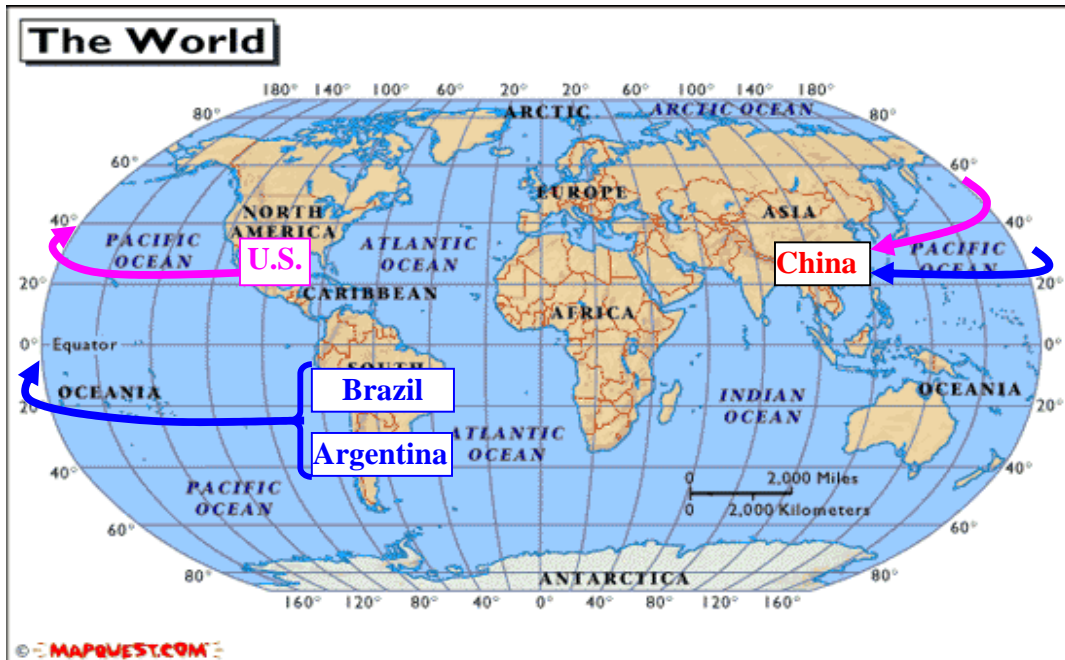 The World
180° 140° 100° 60° 20° 20° 60° 100° 140° 180°
80° ARCTIC ARCTIC OCEAN 80°
60° EUROPE 60°
NORTH ASIA
40° AMERICA 40°
PACIFIC
OCEAN
U.S.
ATLANTIC
OCEAN
China
PACIFIC
OCEAN
20° CARIBBEAN 20°
AFRICA
0° Equator 0°
SOUTH
OCEANIA
Brazil
INDIAN
OCEAN
OCEANIA
20° 20°
Argentina
ATLANTIC
OCEAN
40° 40°
PACIFIC
OCEAN
0 2,000 Miles
0 2,000 Kilometers
60° 60°
80° ANTARCTICA 80°
160° 120° 80° 40° 0° 40° 80° 120° 160°
© MAPQUEST.COM